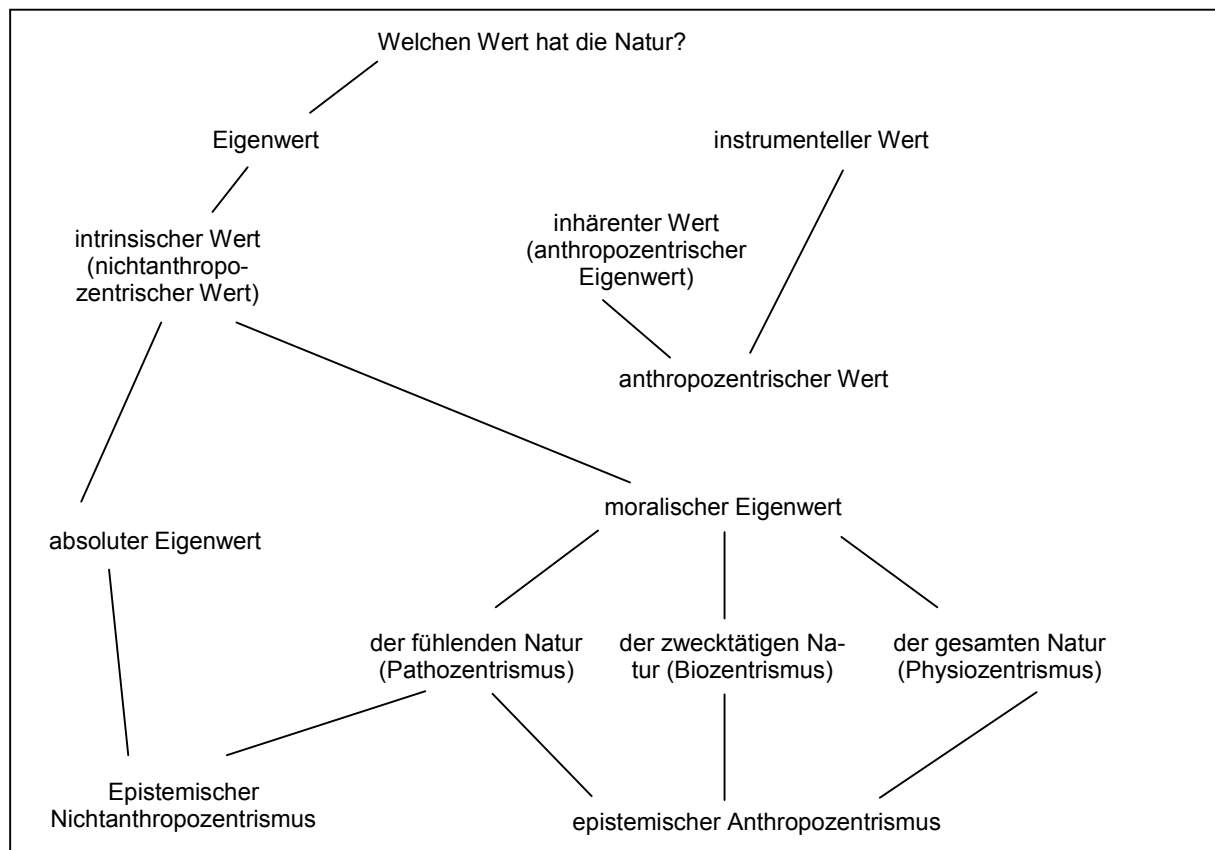 Welchen Wert hat die Natur?
Eigenwert
instrumenteller Wert
intrinsischer Wert
(nichtanthropo-
zentrischer Wert)
inhärenter Wert
(anthropozentrischer
Eigenwert)
anthropozentrischer Wert
moralischer Eigenwert
absoluter Eigenwert
der fühlenden Natur
(Pathozentrismus)
der zwecktätigen Na-
tur (Biozentrismus)
der gesamten Natur
(Physiozentrismus)
Epistemischer
Nichtanthropozentrismus
epistemischer Anthropozentrismus